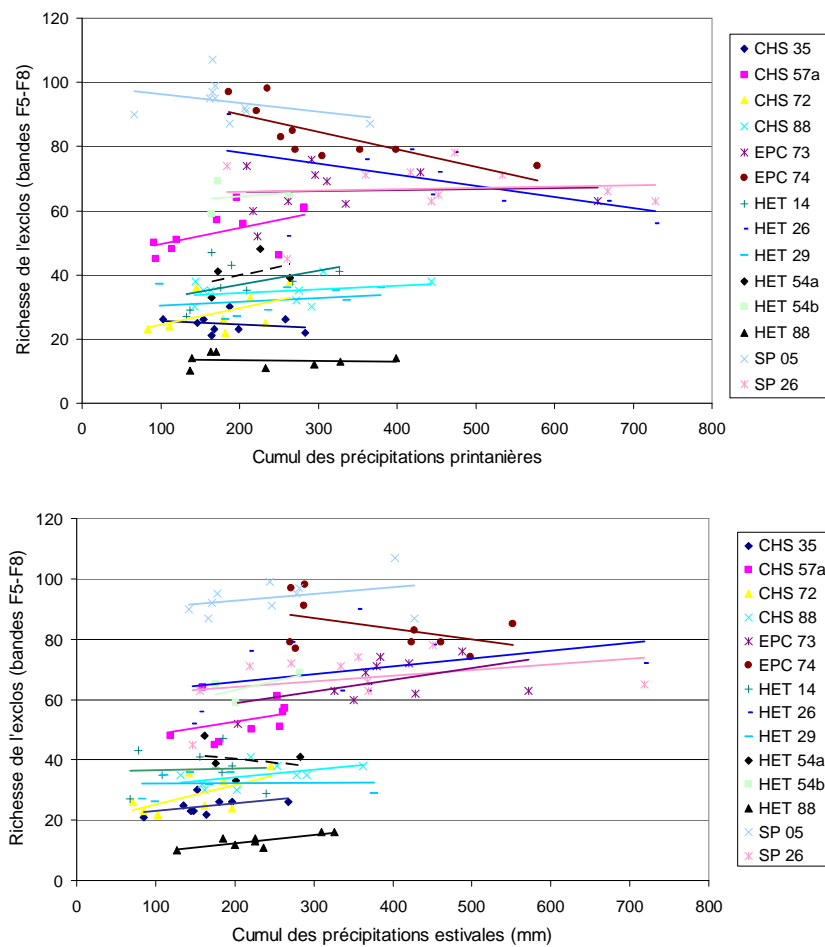 Richesse de l'exclos (bandes F5-F8)
120
100
80
60
40
20
0
0 100 200 300 400 500 600 700 800
Cumul des précipitations printanières
CHS 35
CHS 57a
CHS 72
CHS 88
EPC 73
EPC 74
HET 14
HET 26
HET 29
HET 54a
HET 54b
HET 88
SP 05
SP 26
Richesse de l'exclos (bandes F5-F8)
120
100
80
60
40
20
0
0 100 200 300 400 500 600 700 800
Cumul des précipitations estivales (mm)
CHS 35
CHS 57a
CHS 72
CHS 88
EPC 73
EPC 74
HET 14
HET 26
HET 29
HET 54a
HET 54b
HET 88
SP 05
SP 26